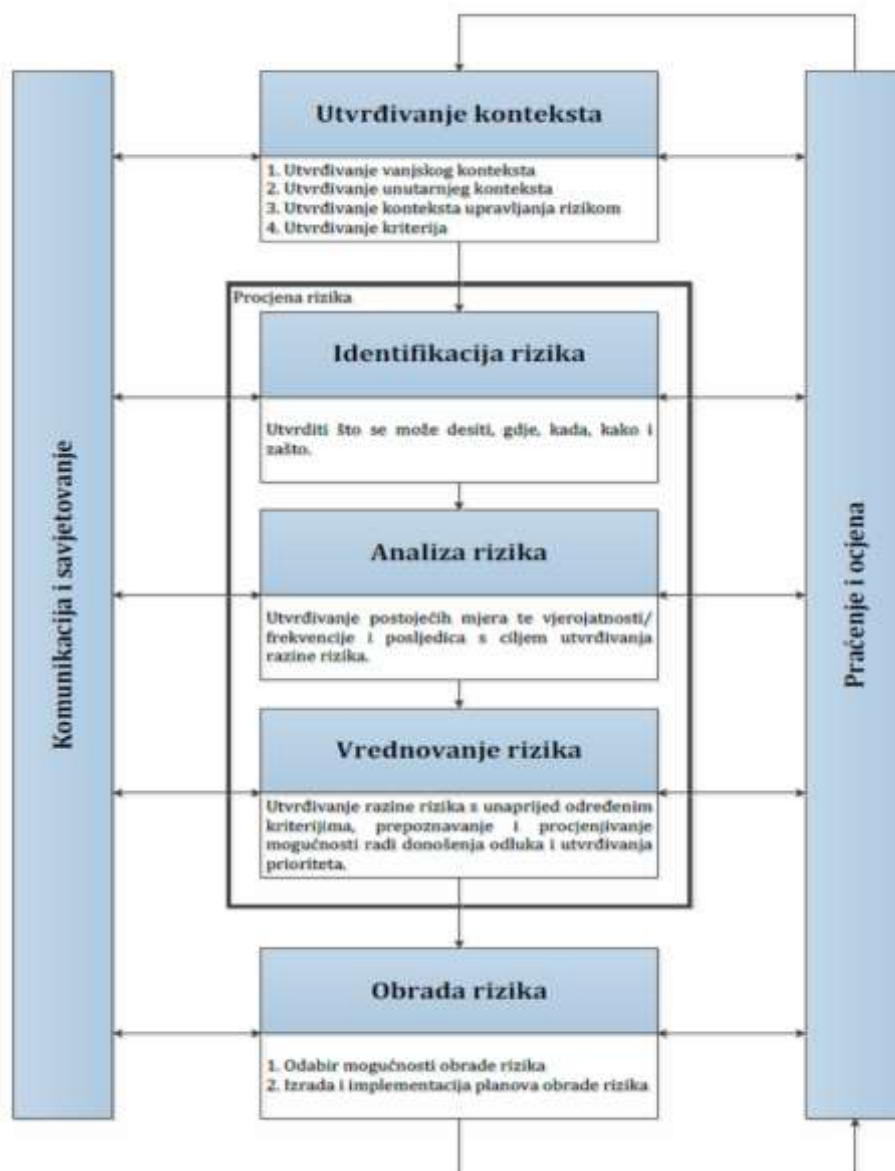 Komunikacija i savjetovanje
Utvrđivanje konteksta
1. Utvrđivanje vanjskog konteksta
2. Utvrđivanje unutarnjeg konteksta
3. Utvrđivanje konteksta upravljanja rizikom
4. Utvrđivanje kriterija
Procjena rizika
Identifikacija rizika
Utvrditi što se može desiti, gdje, kada, kako i
zašto.
Analiza rizika
Utvrđivanje postojećih mjera te vjerojatnosti/
frekvencije i posljedica s ciljem utvrđivanja
razine rizika.
Vrednovanje rizika
Utvrđivanje razine rizika s unaprijed određenim
kriterijima, prepoznavanje i procjenjivanje
mogućnosti radi donošenja odluka i utvrđivanja
prioriteta.
Obrada rizika
1. Odabir mogućnosti obrade rizika
2. Izrada i implementacija planova obrade rizika
Praćenje i ocjena